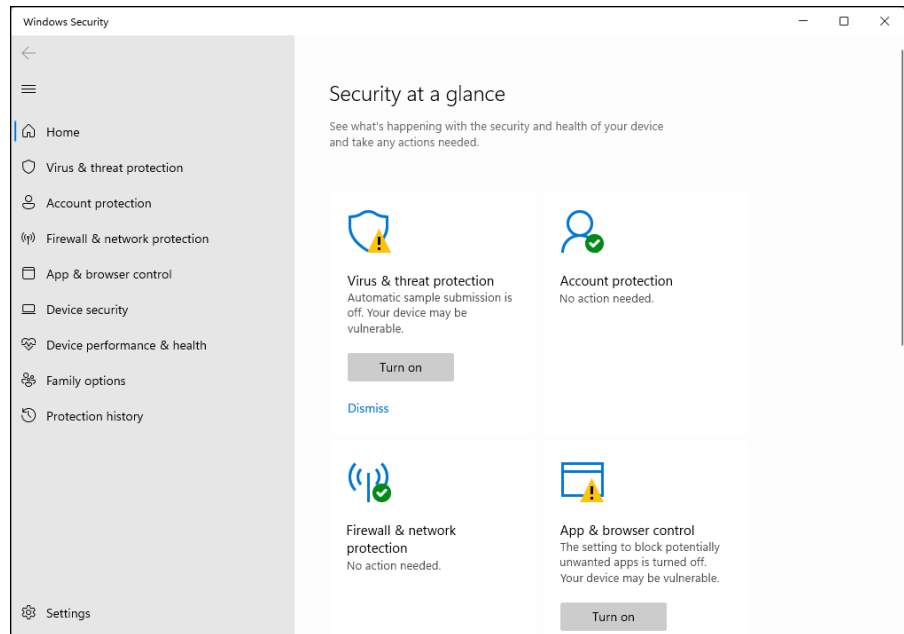 Windows Security
Home
Virus & threat protection
Account protection
Firewall & network protection
App & browser control
Device security
Device performance & health
Family options
Protection history
Settings
Security at a glance
See what's happening with the security and health of your device
and take any actions needed.
Virus & threat protection
Automatic sample submission is
off. Your device may be
vulnerable.
Turn on
Dismiss
Account protection
No action needed.
Firewall & network
protection
No action needed.
App & browser control
The setting to block potentially
unwanted apps is turned off.
Your device may be vulnerable.
Turn on